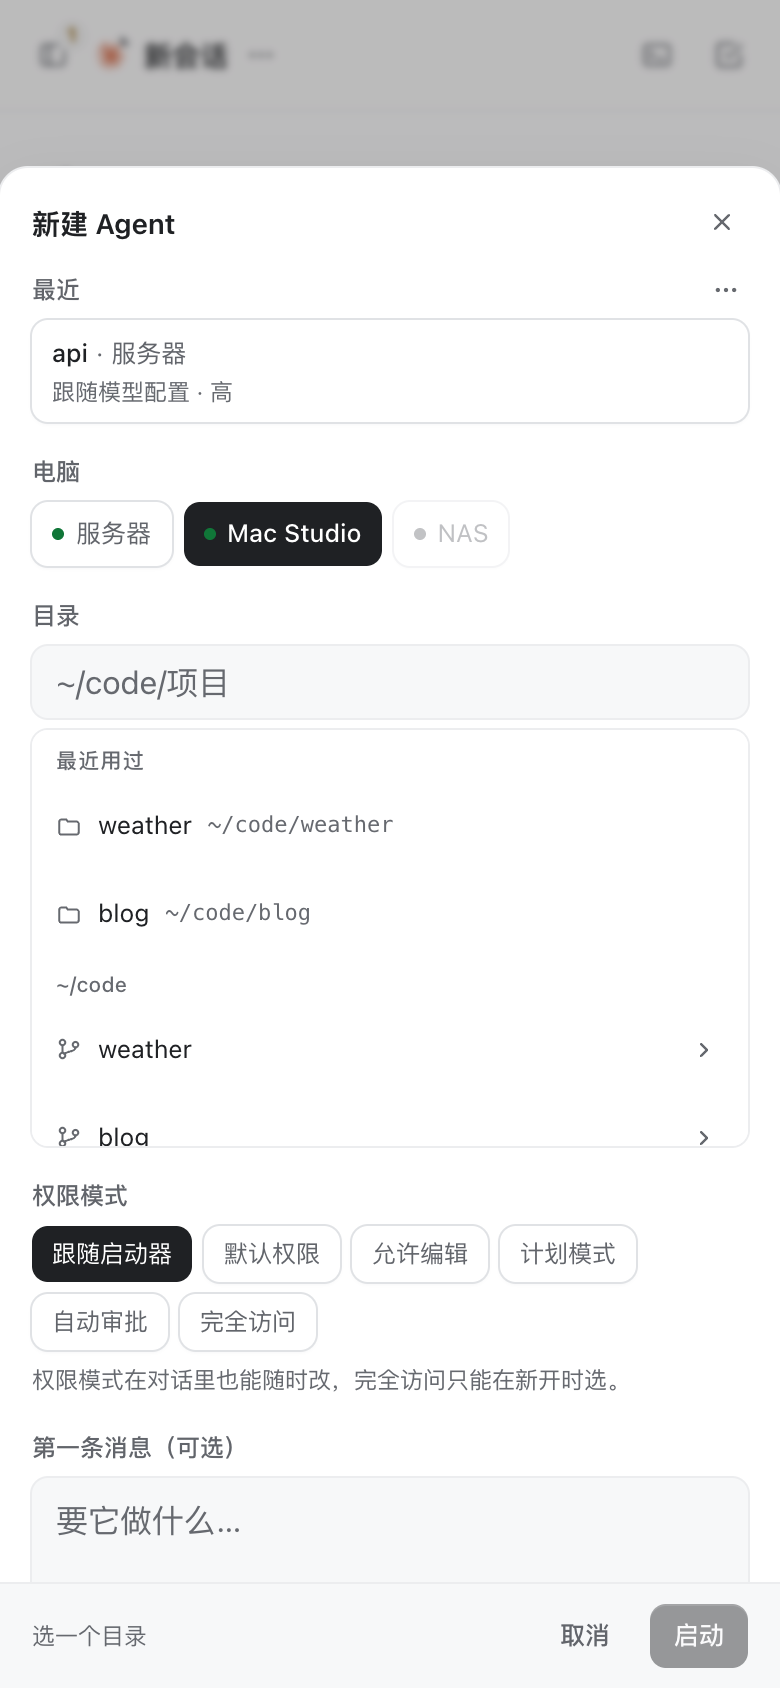 新会话
新建 Agent
最近
api · 服务器
跟随模型配置 · 高
电脑
服务器
Mac Studio
NAS
目录
~/code/项目
最近用过
weather ~/code/weather
blog ~/code/blog
~/code
weather
blog
权限模式
跟随启动器
默认权限
允许编辑
计划模式
自动审批
完全访问
权限模式在对话里也能随时改，完全访问只能在新开时选。
第一条消息（可选）
要它做什么...
选一个目录
取消
启动